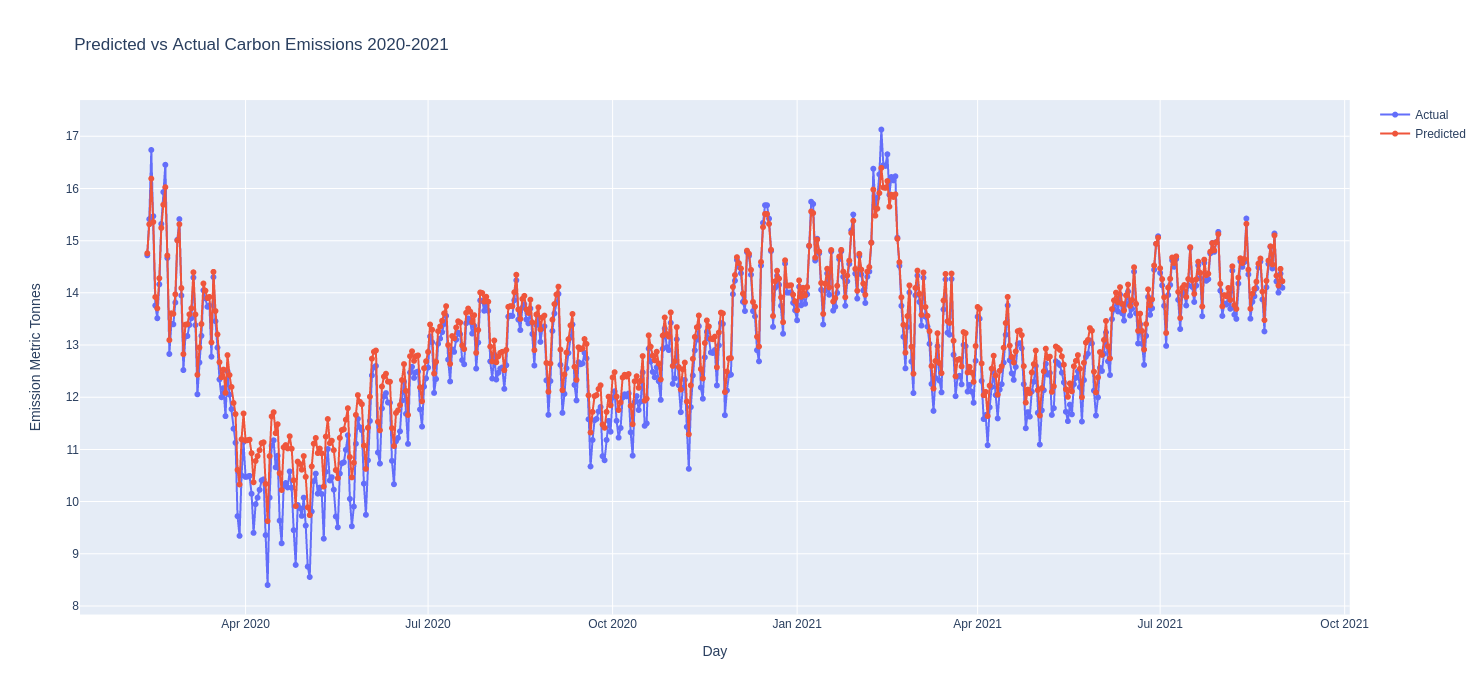 Predicted vs Actual Carbon Emissions 2020-2021
Actual
Predicted
Emission Metric Tonnes
17
16
15
14
13
12
11
10
9
8
Apr 2020
Jul 2020
Oct 2020
Jan 2021
Apr 2021
Jul 2021
Oct 2021
Day